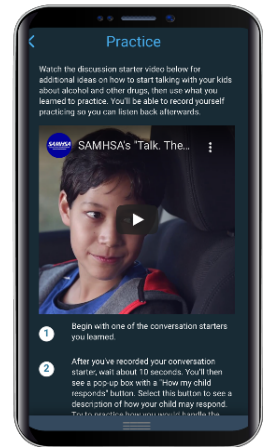 Practice
Watch the discussion starter video below for
additional ideas on how to start talking with your kids
about alcohol and other drugs, then use what you
learned to practice. You'll be able to record yourself
practicing so you can listen back afterwards.
SAMHSA
SAMHSA's "Talk. The...
1
Begin with one of the conversation starters
you learned.
2
After you've recorded your conversation
starter, wait about 10 seconds. You'll then
see a pop-up box with a "How my child
responds" button. Select this button to see a
description of how your child may respond.
Try to practice how you would handle the